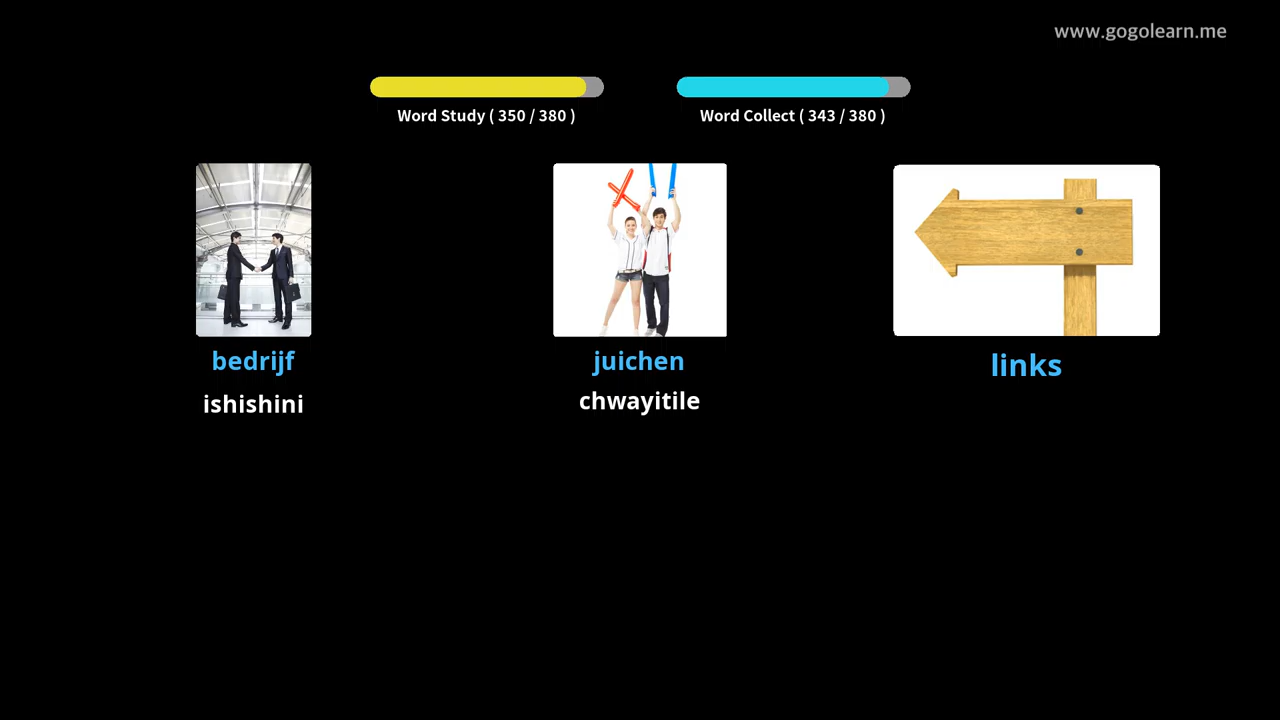 www.gogolearn.me
Word Study ( 350 / 380 )
Word Collect ( 343 / 380 )
bedrijf
ishishini
juichen
chwayitile
links